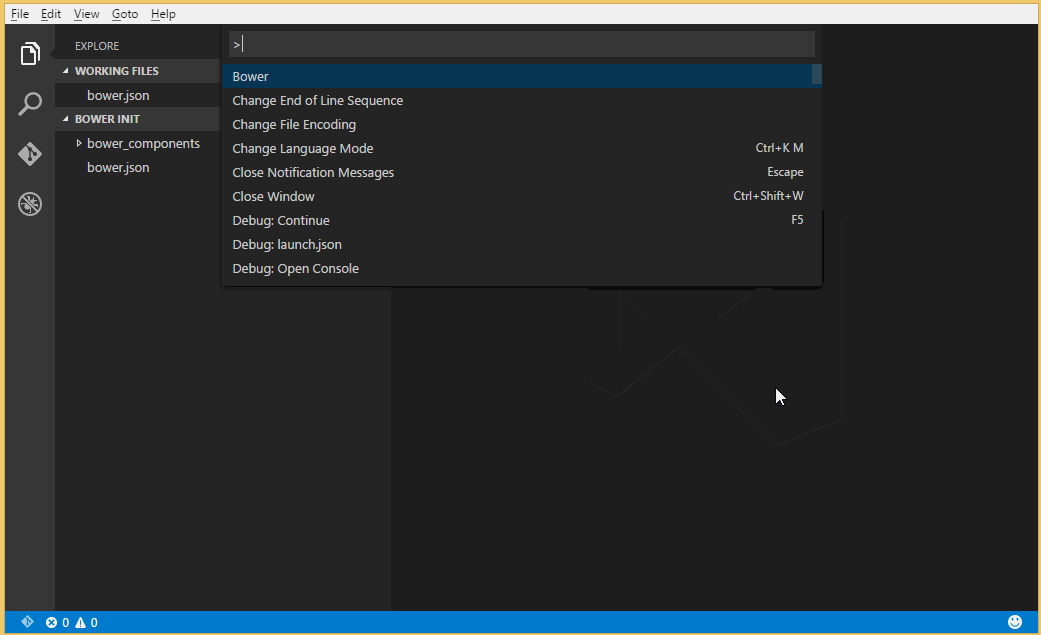 File Edit View Goto Help
EXPLORE
WORKING FILES
bower.json
BOWER INIT
bower_components
bower.json
>
Bower
Change End of Line Sequence
Change File Encoding
Change Language Mode Ctrl+K M
Close Notification Messages Escape
Close Window Ctrl+Shift+W
Debug: Continue F5
Debug: launch.json
Debug: Open Console
0 0